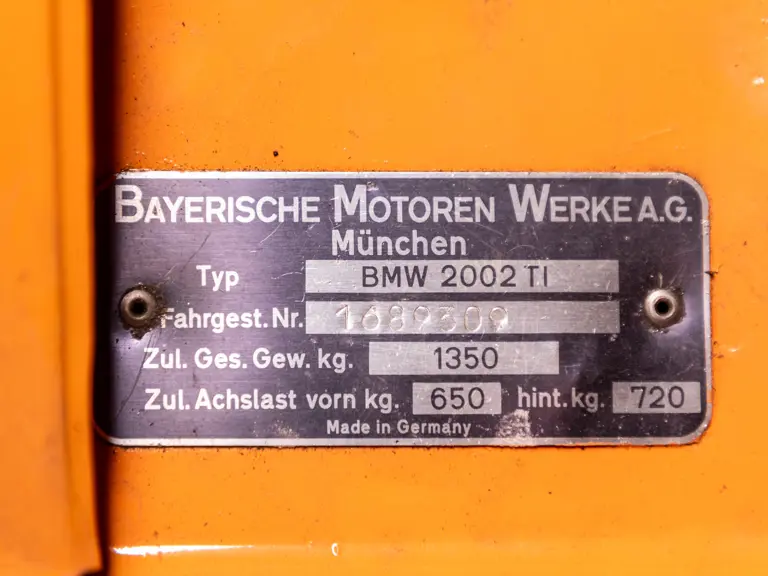 BAYERISCHE MOTOREN WERKE A.G.
München
Typ BMW 2002 TI
Fahrgest. Nr. 1689309
Zul. Ges. Gew. kg. 1350
Zul. Achslast vorn kg. 650 hint. kg. 720
Made in Germany